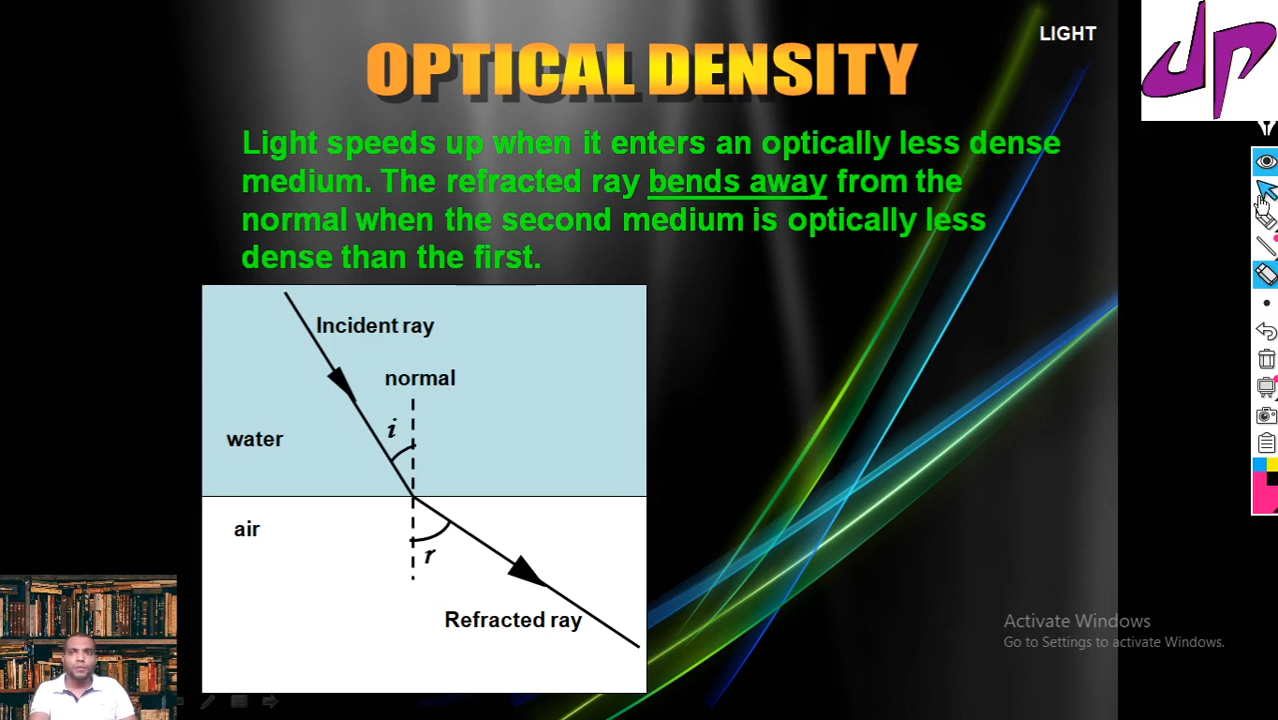 LIGHT
dp
OPTICAL DENSITY
Light speeds up when it enters an optically less dense
medium. The refracted ray bends away from the
normal when the second medium is optically less
dense than the first.
Incident ray
normal
i
water
air
r
Refracted ray
Activate Windows
Go to Settings to activate Windows.